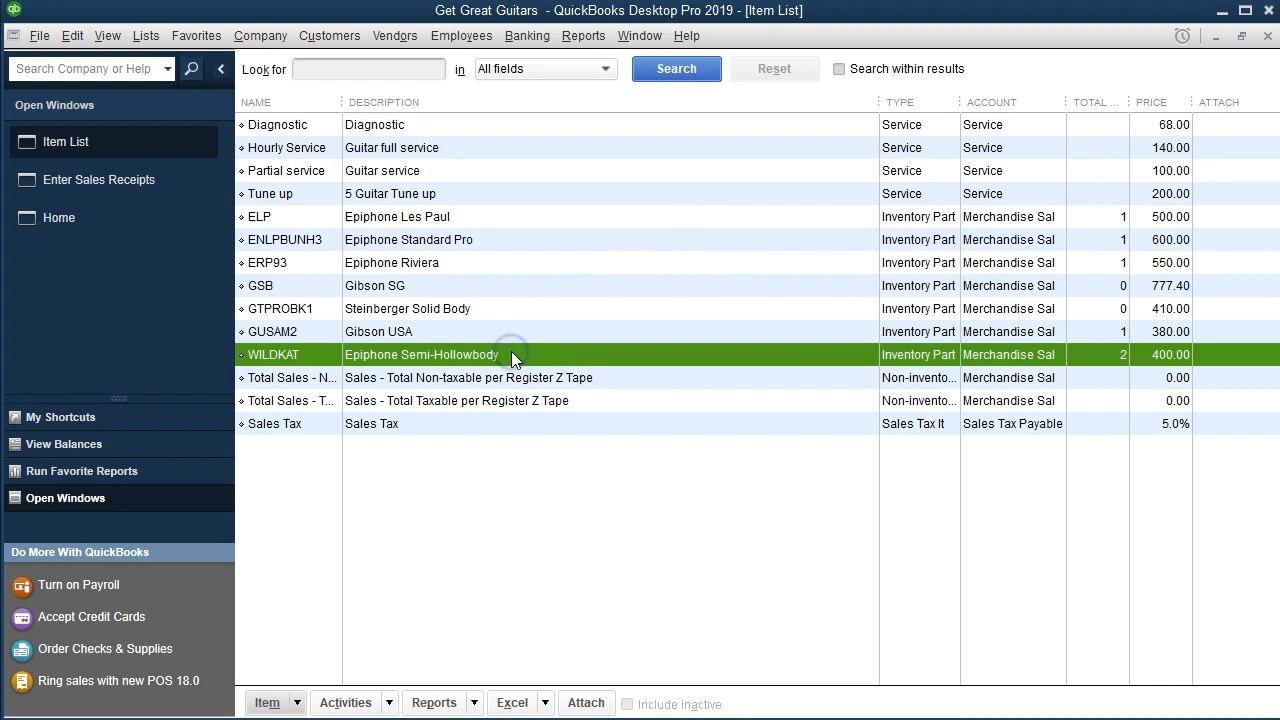 qb Get Great Guitars - QuickBooks Desktop Pro 2019 - [Item List]
File Edit View Lists Favorites Company Customers Vendors Employees Banking Reports Window Help
Search Company or Help
Look for in All fields Search Reset Search within results
Open Windows
Item List
Enter Sales Receipts
Home
My Shortcuts
View Balances
Run Favorite Reports
Open Windows
Do More With QuickBooks
Turn on Payroll
Accept Credit Cards
Order Checks & Supplies
Ring sales with new POS 18.0
NAME DESCRIPTION TYPE ACCOUNT TOTAL ... PRICE ATTACH
Diagnostic Diagnostic Service Service 68.00
Hourly Service Guitar full service Service Service 140.00
Partial service Guitar service Service Service 100.00
Tune up 5 Guitar Tune up Service Service 200.00
ELP Epiphone Les Paul Inventory Part Merchandise Sal 1 500.00
ENLPBUNH3 Epiphone Standard Pro Inventory Part Merchandise Sal 1 600.00
ERP93 Epiphone Riviera Inventory Part Merchandise Sal 1 550.00
GSB Gibson SG Inventory Part Merchandise Sal 0 777.40
GTPROBK1 Steinberger Solid Body Inventory Part Merchandise Sal 0 410.00
GUSAM2 Gibson USA Inventory Part Merchandise Sal 1 380.00
WILDKAT Epiphone Semi-Hollowbody Inventory Part Merchandise Sal 2 400.00
Total Sales - N... Sales - Total Non-taxable per Register Z Tape Non-invento... Merchandise Sal 0.00
Total Sales - T... Sales - Total Taxable per Register Z Tape Non-invento... Merchandise Sal 0.00
Sales Tax Sales Tax Sales Tax It Sales Tax Payable 5.0%
Item Activities Reports Excel Attach Include inactive